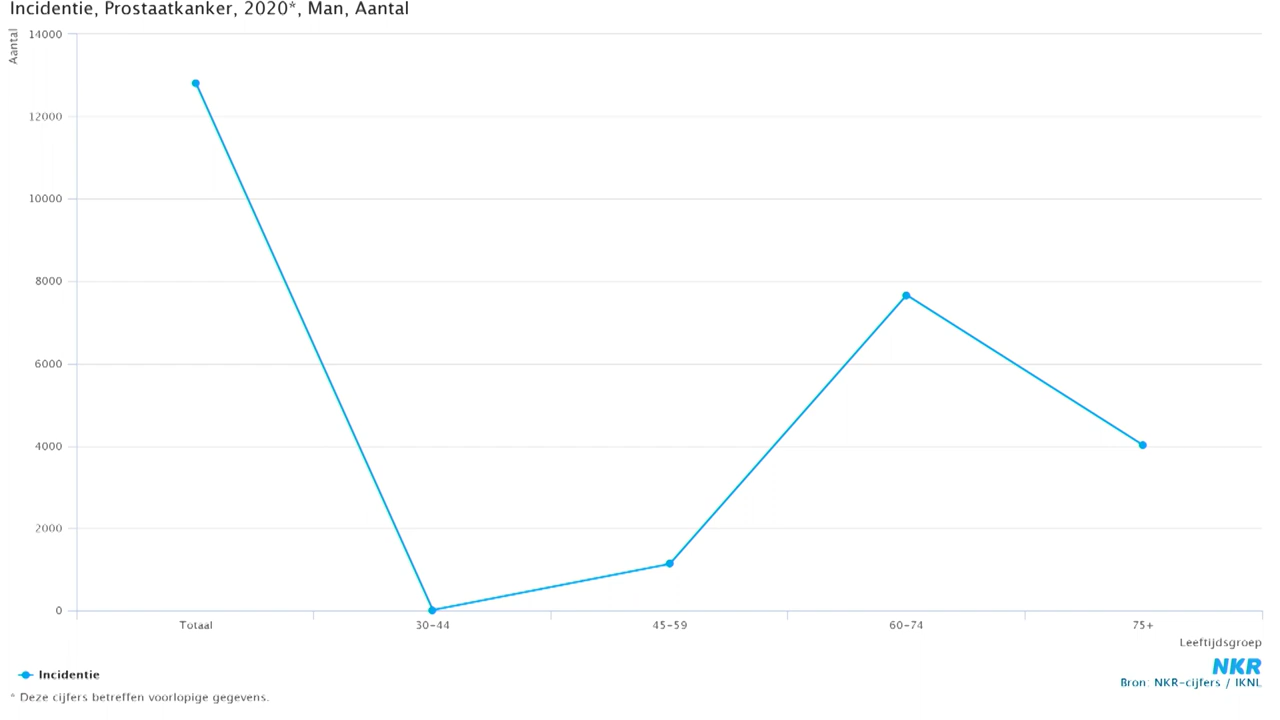 Incidentie, Prostaatkanker, 2020*, Man, Aantal
Aantal
14000
12000
10000
8000
6000
4000
2000
0
Totaal 30-44 45-59 60-74 75+
Leeftijdsgroep
Incidentie
NKR
Bron: NKR-cijfers / IKNL
* Deze cijfers betreffen voorlopige gegevens.